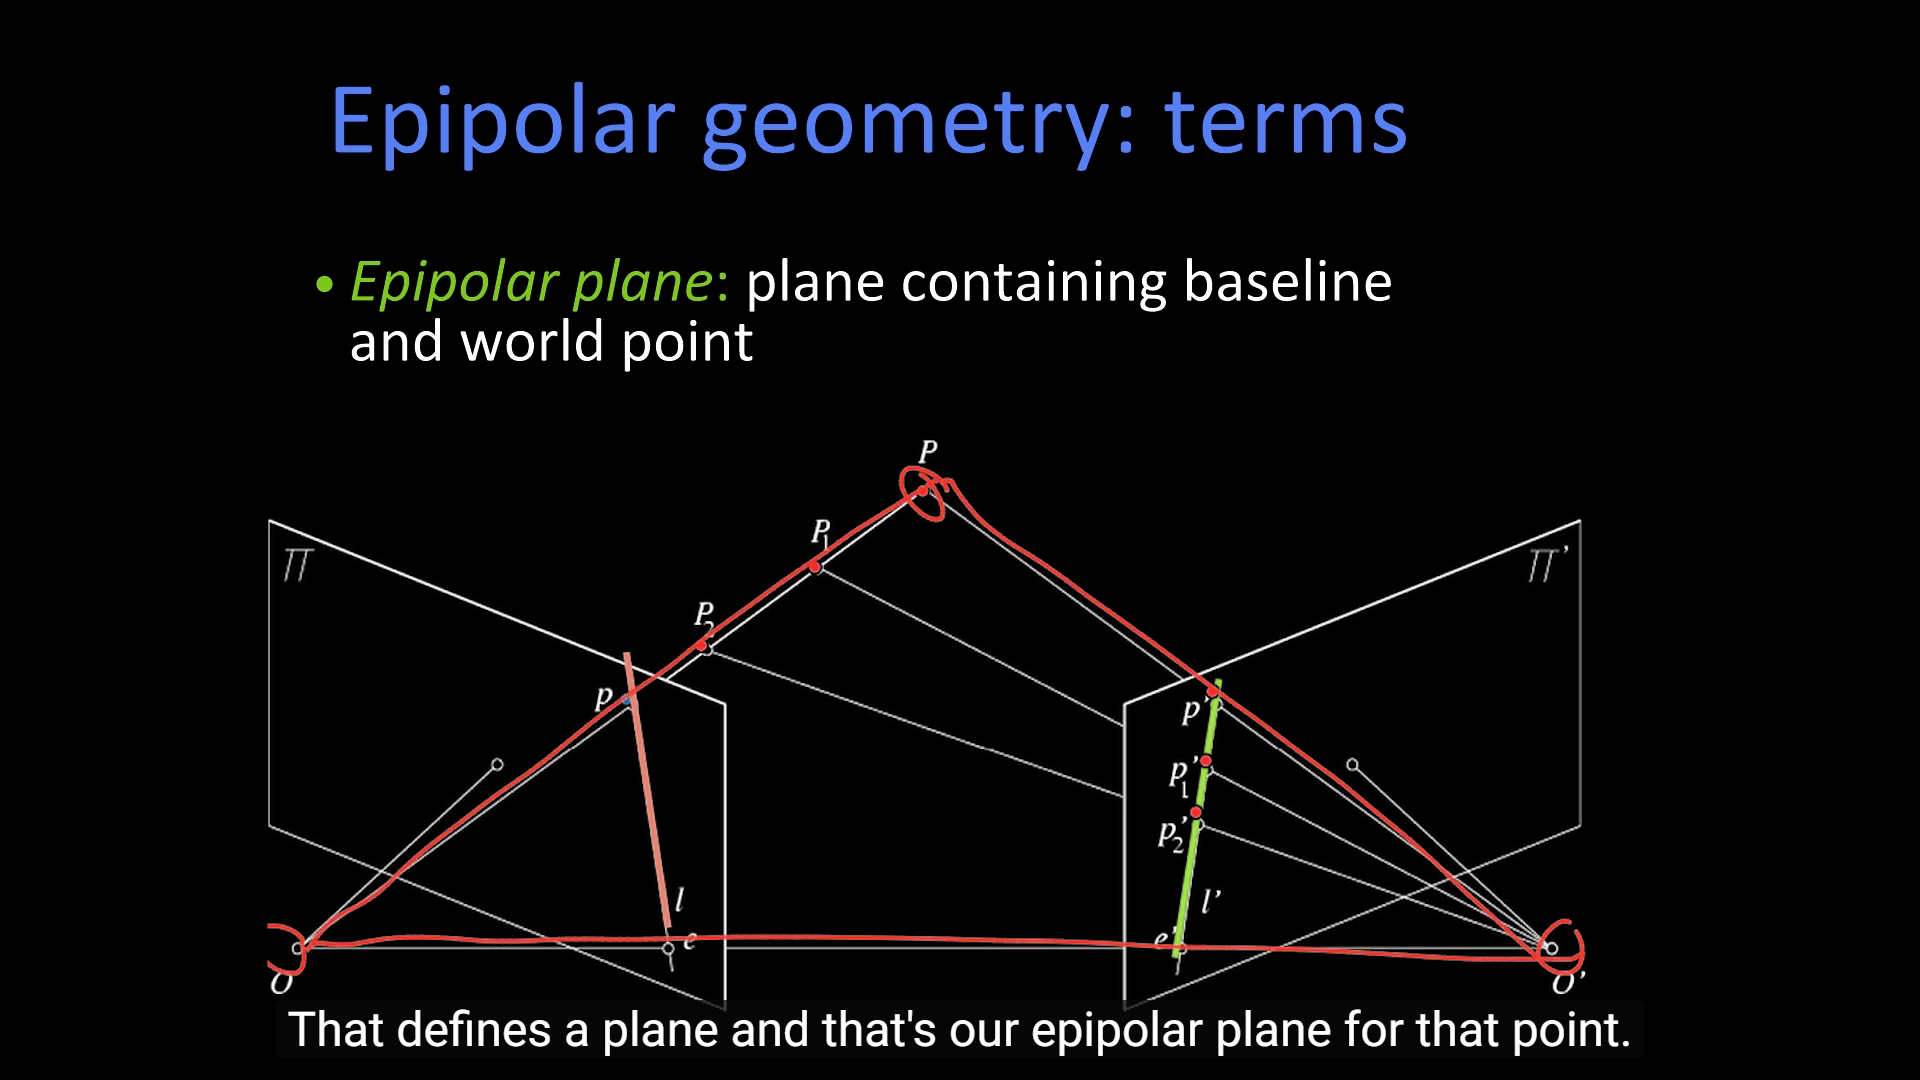 Epipolar geometry: terms
• Epipolar plane: plane containing baseline
and world point
P
P₁
P₂
Π
Π’
p
p’
p₁’
p₂’
l
l’
e
e’
O
O’
That defines a plane and that's our epipolar plane for that point.